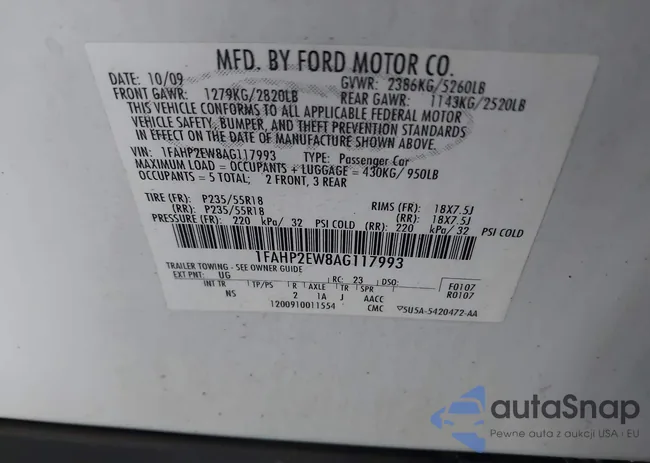 MFD. BY FORD MOTOR CO.
DATE: 10/09 GVWR: 2386KG/5260LB
FRONT GAWR: 1279KG/2820LB REAR GAWR: 1143KG/2520LB
THIS VEHICLE CONFORMS TO ALL APPLICABLE FEDERAL MOTOR
VEHICLE SAFETY, BUMPER, AND THEFT PREVENTION STANDARDS
IN EFFECT ON THE DATE OF MANUFACTURE SHOWN ABOVE.
VIN: 1FAHP2EW8AG117993 TYPE: Passenger Car
MAXIMUM LOAD = OCCUPANTS + LUGGAGE = 430KG/ 950LB
OCCUPANTS = 5 TOTAL; 2 FRONT, 3 REAR
TIRE (FR): P235/55R18 RIMS (FR): 18X7.5J
(RR): P235/55R18 (RR): 18X7.5J
PRESSURE (FR): 220 kPa/ 32 PSI COLD (RR): 220 kPa/ 32 PSI COLD
1FAHP2EW8AG117993
TRAILER TOWING - SEE OWNER GUIDE
EXT PNT: UG RC: 23 DSO: F0107
R0107
INT TR TP/PS R AXLE TR SPR
NS 2 1A J AACC
1200910011554 CMC 5U5A-5420472-AA
autaSnap
Pewne auta z aukcji USA i EU